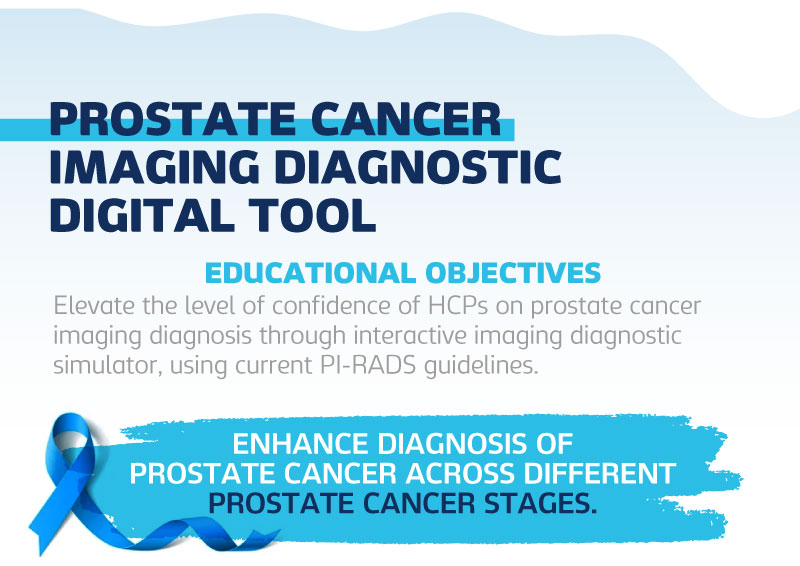 PROSTATE CANCER
IMAGING DIAGNOSTIC
DIGITAL TOOL
EDUCATIONAL OBJECTIVES
Elevate the level of confidence of HCPs on prostate cancer
imaging diagnosis through interactive imaging diagnostic
simulator, using current PI-RADS guidelines.
ENHANCE DIAGNOSIS OF
PROSTATE CANCER ACROSS DIFFERENT
PROSTATE CANCER STAGES.